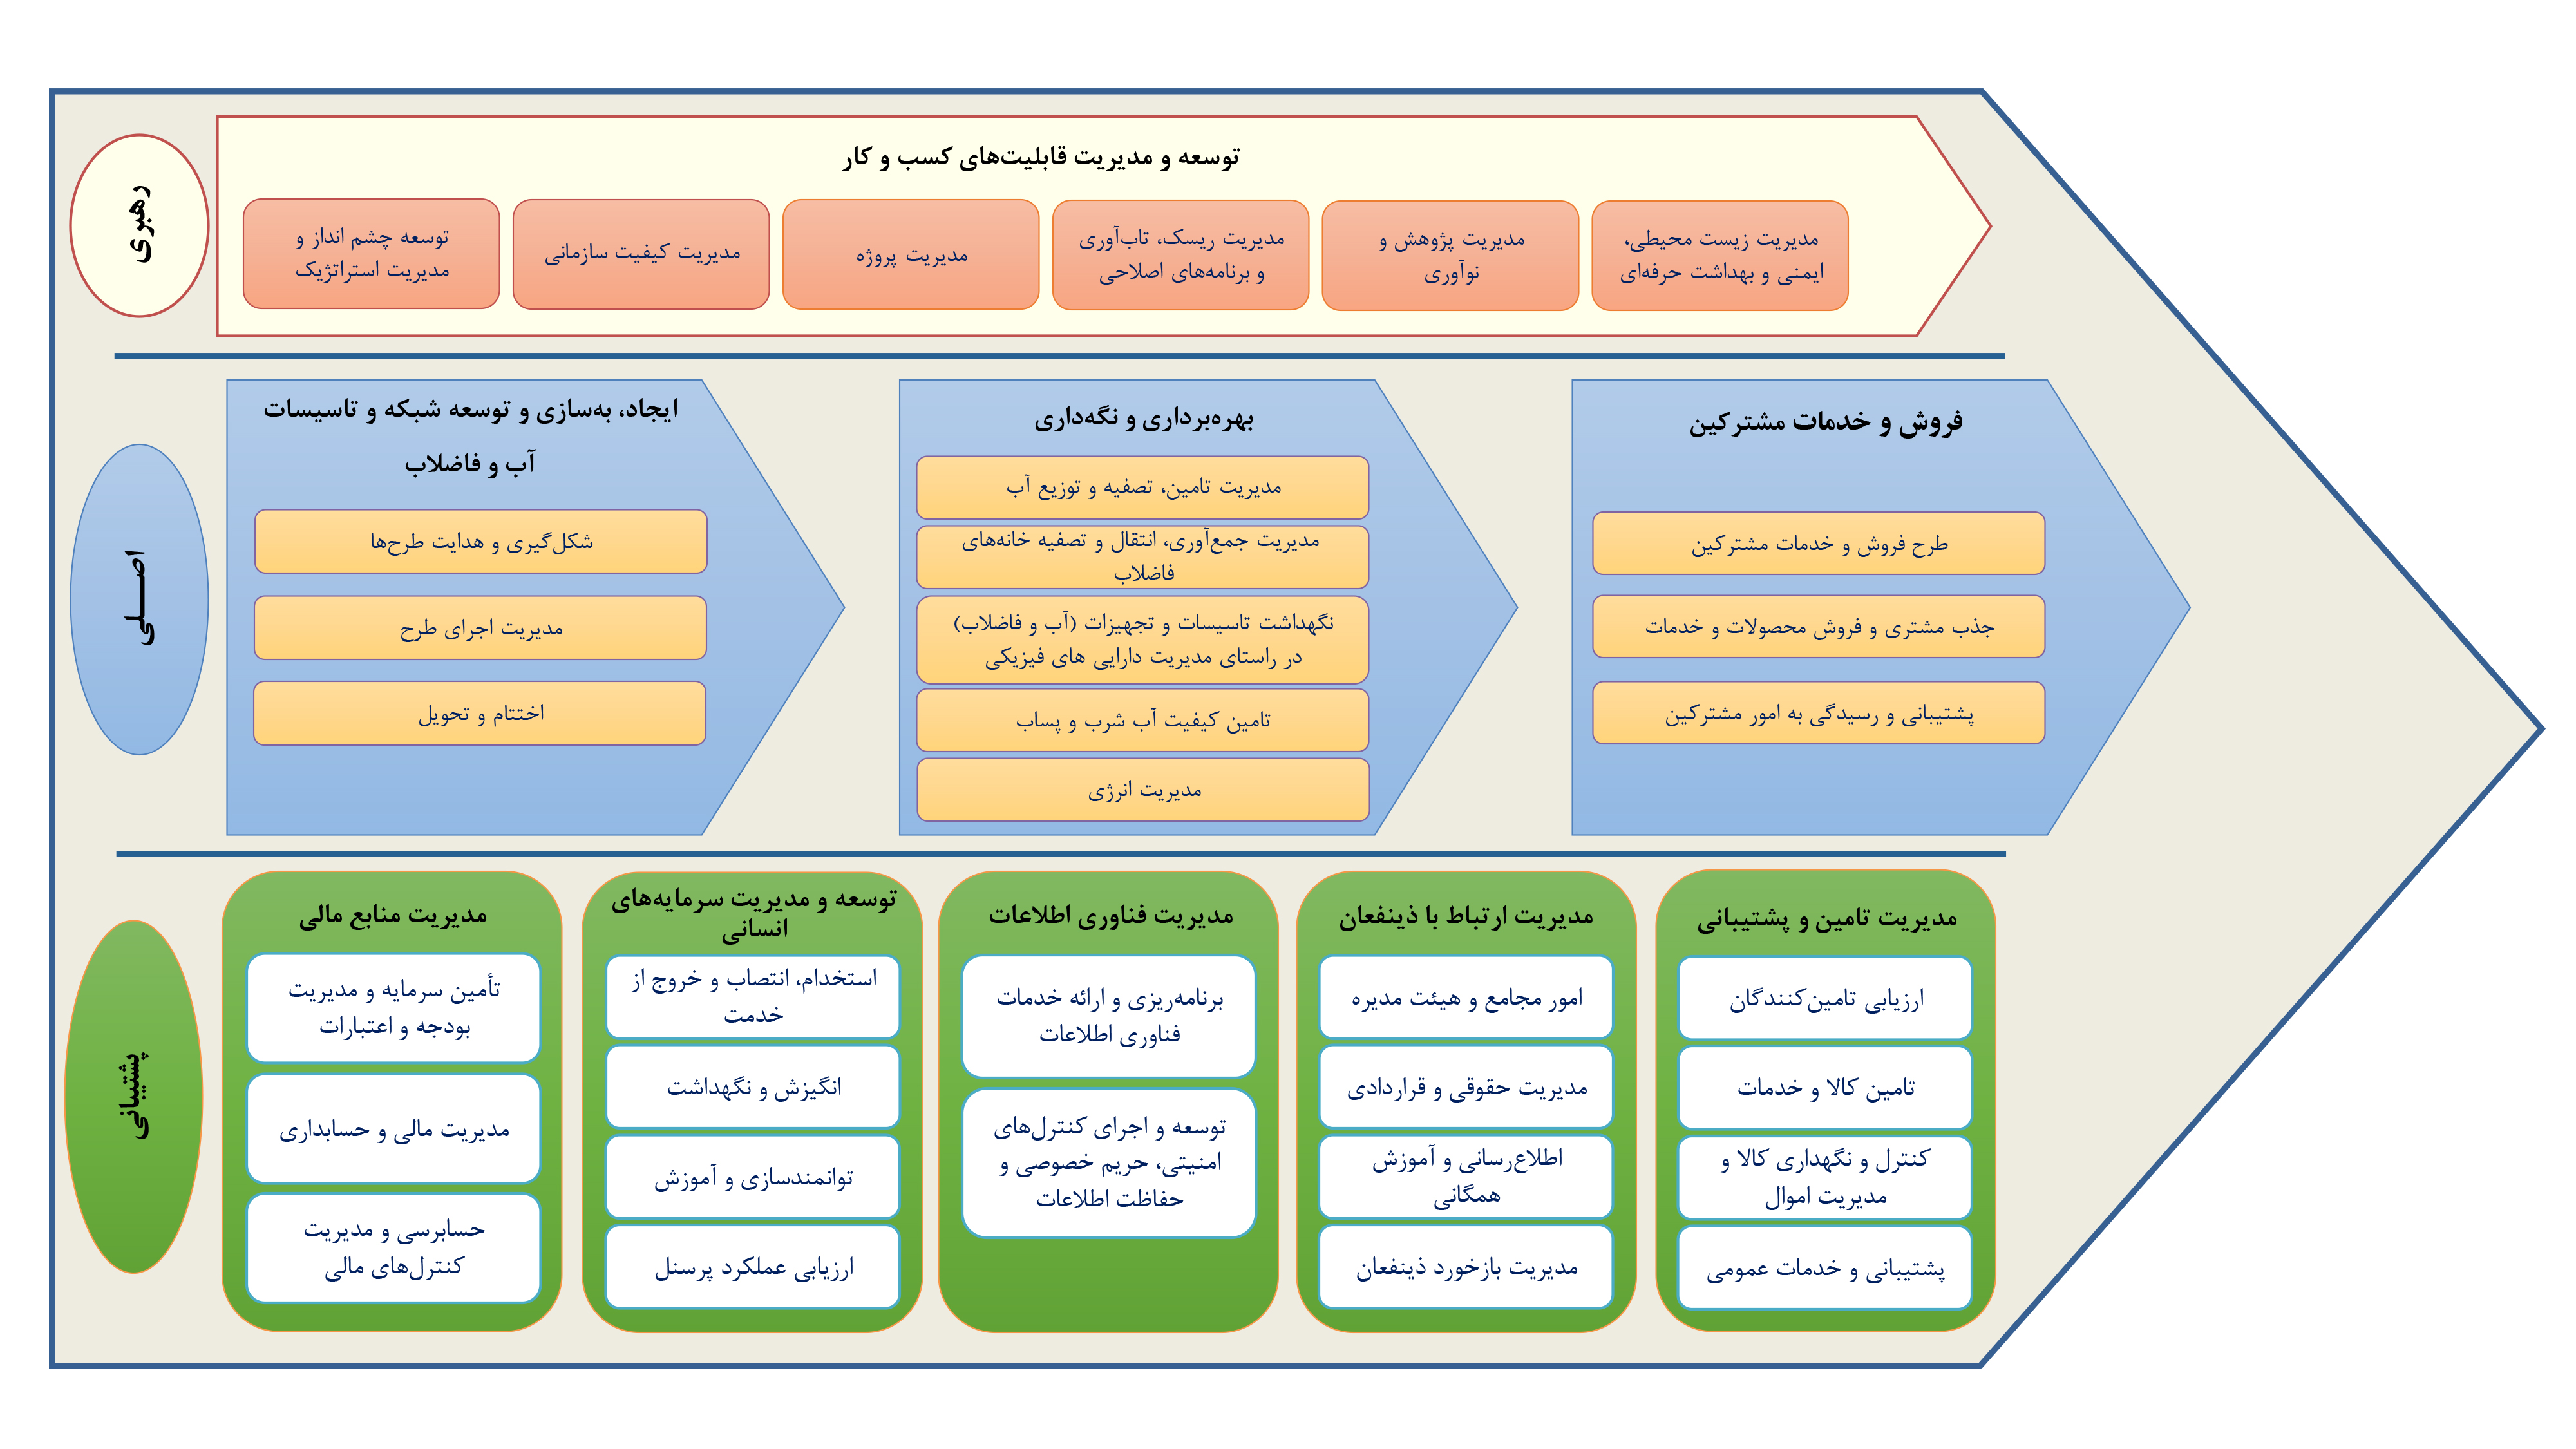 رهبری
توسعه و مدیریت قابلیت‌های کسب و کار
توسعه چشم انداز و
مدیریت استراتژیک
مدیریت کیفیت سازمانی
مدیریت پروژه
مدیریت ریسک، تاب‌آوری
و برنامه‌های اصلاحی
مدیریت پژوهش و
نوآوری
مدیریت زیست محیطی،
ایمنی و بهداشت حرفه‌ای
اصـــــلی
ایجاد، به‌سازی و توسعه شبکه و تاسیسات
آب و فاضلاب
شکل‌گیری و هدایت طرح‌ها
مدیریت اجرای طرح
اختتام و تحویل
بهره‌برداری و نگه‌داری
مدیریت تامین، تصفیه و توزیع آب
مدیریت جمع‌آوری، انتقال و تصفیه خانه‌های
فاضلاب
نگهداشت تاسیسات و تجهیزات (آب و فاضلاب)
در راستای مدیریت دارایی های فیزیکی
تامین کیفیت آب شرب و پساب
مدیریت انرژی
فروش و خدمات مشترکین
طرح فروش و خدمات مشترکین
جذب مشتری و فروش محصولات و خدمات
پشتیبانی و رسیدگی به امور مشترکین
پشتیبانی
مدیریت منابع مالی
تأمین سرمایه و مدیریت
بودجه و اعتبارات
مدیریت مالی و حسابداری
حسابرسی و مدیریت
کنترل‌های مالی
توسعه و مدیریت سرمایه‌های
انسانی
استخدام، انتصاب و خروج از
خدمت
انگیزش و نگهداشت
توانمندسازی و آموزش
ارزیابی عملکرد پرسنل
مدیریت فناوری اطلاعات
برنامه‌ریزی و ارائه خدمات
فناوری اطلاعات
توسعه و اجرای کنترل‌های
امنیتی، حریم خصوصی و
حفاظت اطلاعات
مدیریت ارتباط با ذینفعان
امور مجامع و هیئت مدیره
مدیریت حقوقی و قراردادی
اطلاع‌رسانی و آموزش
همگانی
مدیریت بازخورد ذینفعان
مدیریت تامین و پشتیبانی
ارزیابی تامین‌کنندگان
تامین کالا و خدمات
کنترل و نگهداری کالا و
مدیریت اموال
پشتیبانی و خدمات عمومی